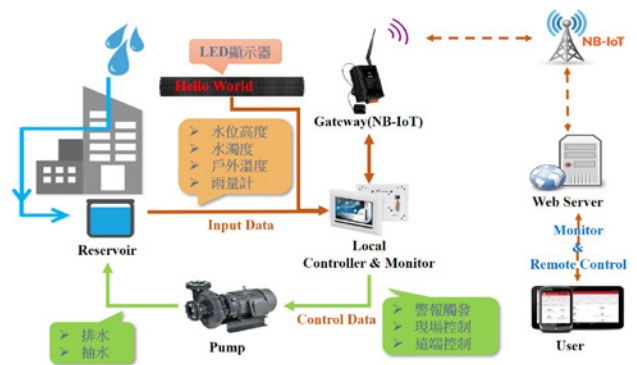 LED顯示器
Hello World
NB-IoT
Gateway(NB-IoT)
水位高度
水濁度
戶外溫度
雨量計
Web Server
Input Data
Reservoir
Local
Controller & Monitor
Monitor
&
Remote Control
Control Data
警報觸發
現場控制
遠端控制
排水
抽水
Pump
User